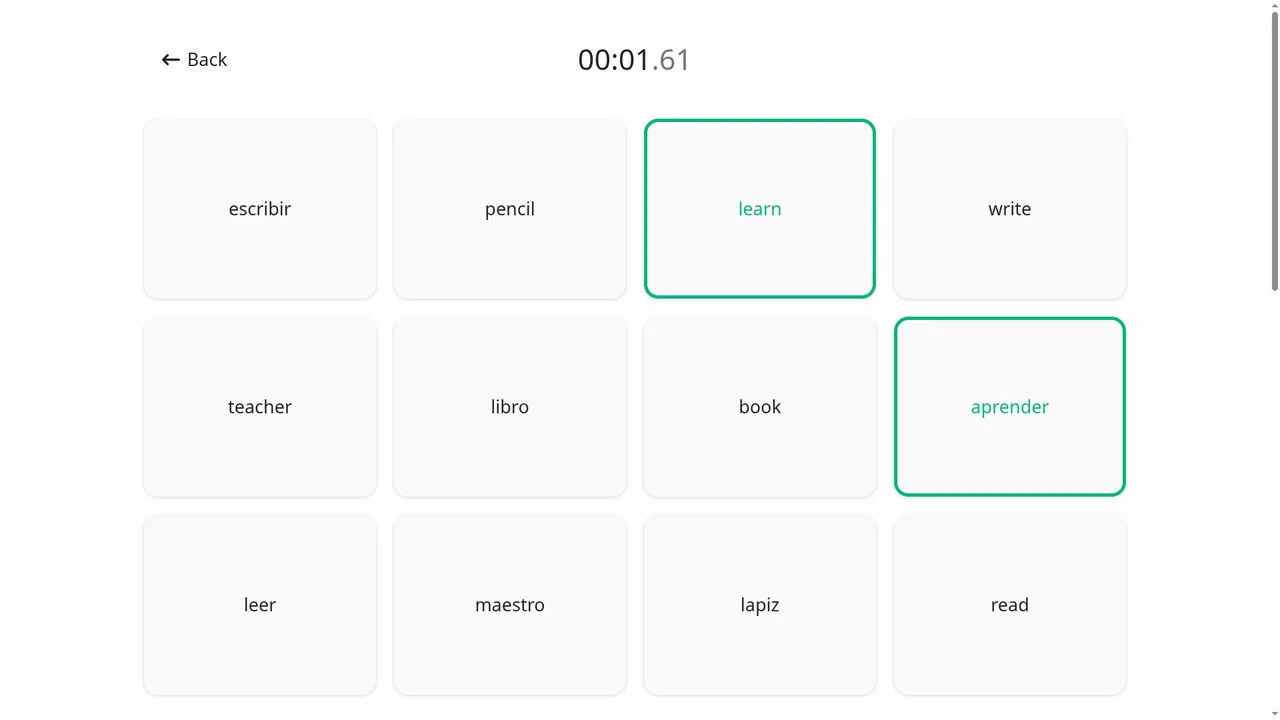 ← Back
00:01.61
escribir
pencil
learn
write
teacher
libro
book
aprender
leer
maestro
lapiz
read